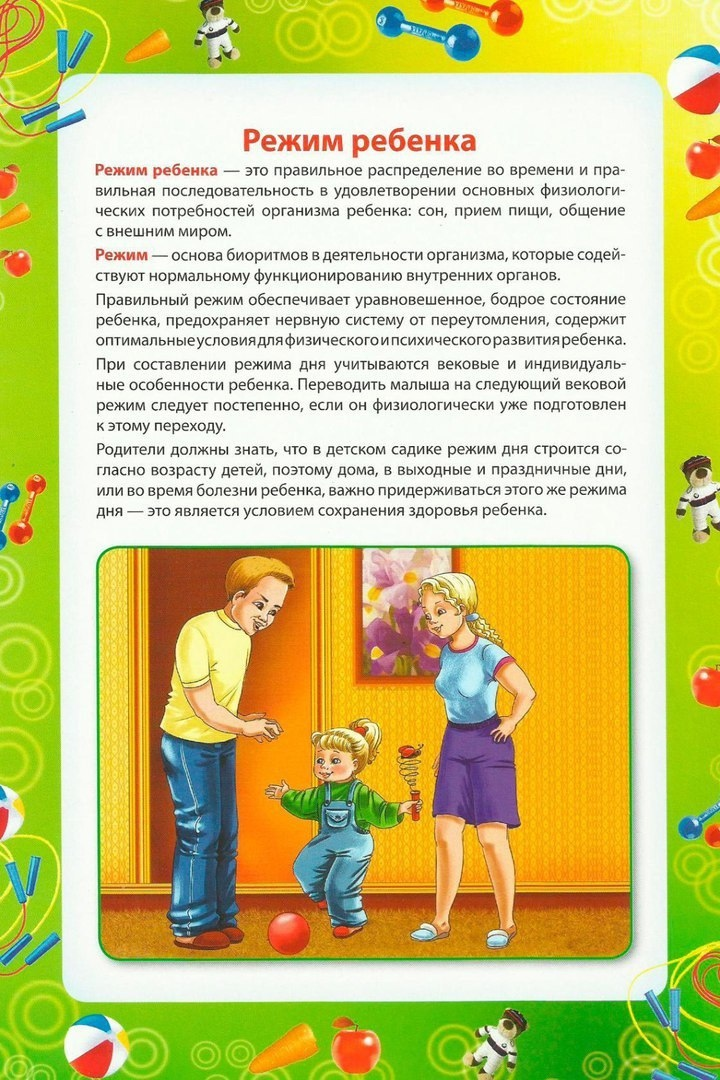 Режим ребенка
Режим ребенка — это правильное распределение во времени и пра-
вильная последовательность в удовлетворении основных физиологи-
ческих потребностей организма ребенка: сон, прием пищи, общение
с внешним миром.
Режим — основа биоритмов в деятельности организма, которые содей-
ствуют нормальному функционированию внутренних органов.
Правильный режим обеспечивает уравновешенное, бодрое состояние
ребенка, предохраняет нервную систему от переутомления, содержит
оптимальные условия для физического и психического развития ребенка.
При составлении режима дня учитываются вековые и индивидуаль-
ные особенности ребенка. Переводить малыша на следующий вековой
режим следует постепенно, если он физиологически уже подготовлен
к этому переходу.
Родители должны знать, что в детском садике режим дня строится со-
гласно возрасту детей, поэтому дома, в выходные и праздничные дни,
или во время болезни ребенка, важно придерживаться этого же режима
дня — это является условием сохранения здоровья ребенка.